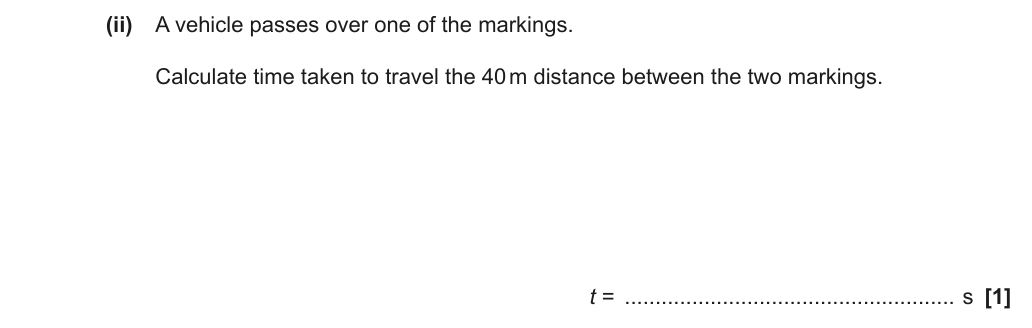 (ii) A vehicle passes over one of the markings.
Calculate time taken to travel the 40 m distance between the two markings.
t = ...................................................... s [1]